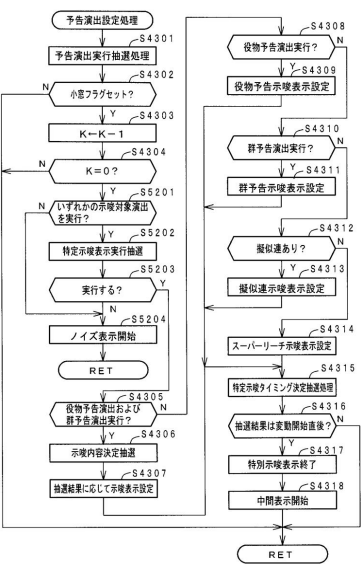 予告演出設定処理
S4301
予告演出実行抽選処理
S4302
小窓フラグセット？
N
Y
S4303
K←K－1
S4304
K＝0？
N
Y
S5201
いずれかの示唆対象演出
を実行？
N
Y
S5202
特定示唆表示実行抽選
S5203
実行する？
Y
N
S5204
ノイズ表示開始
RET
S4305
役物予告演出および
群予告演出実行？
N
Y
S4306
示唆内容決定抽選
S4307
抽選結果に応じて示唆表示設定
S4308
役物予告演出実行？
N
Y
S4309
役物予告示唆表示設定
S4310
群予告演出実行？
N
Y
S4311
群予告示唆表示設定
S4312
擬似連あり？
N
Y
S4313
擬似連示唆表示設定
S4314
スーパーリーチ示唆表示設定
S4315
特定示唆タイミング決定抽選処理
S4316
抽選結果は変動開始直後？
N
Y
S4317
特別示唆表示終了
S4318
中間表示開始
RET